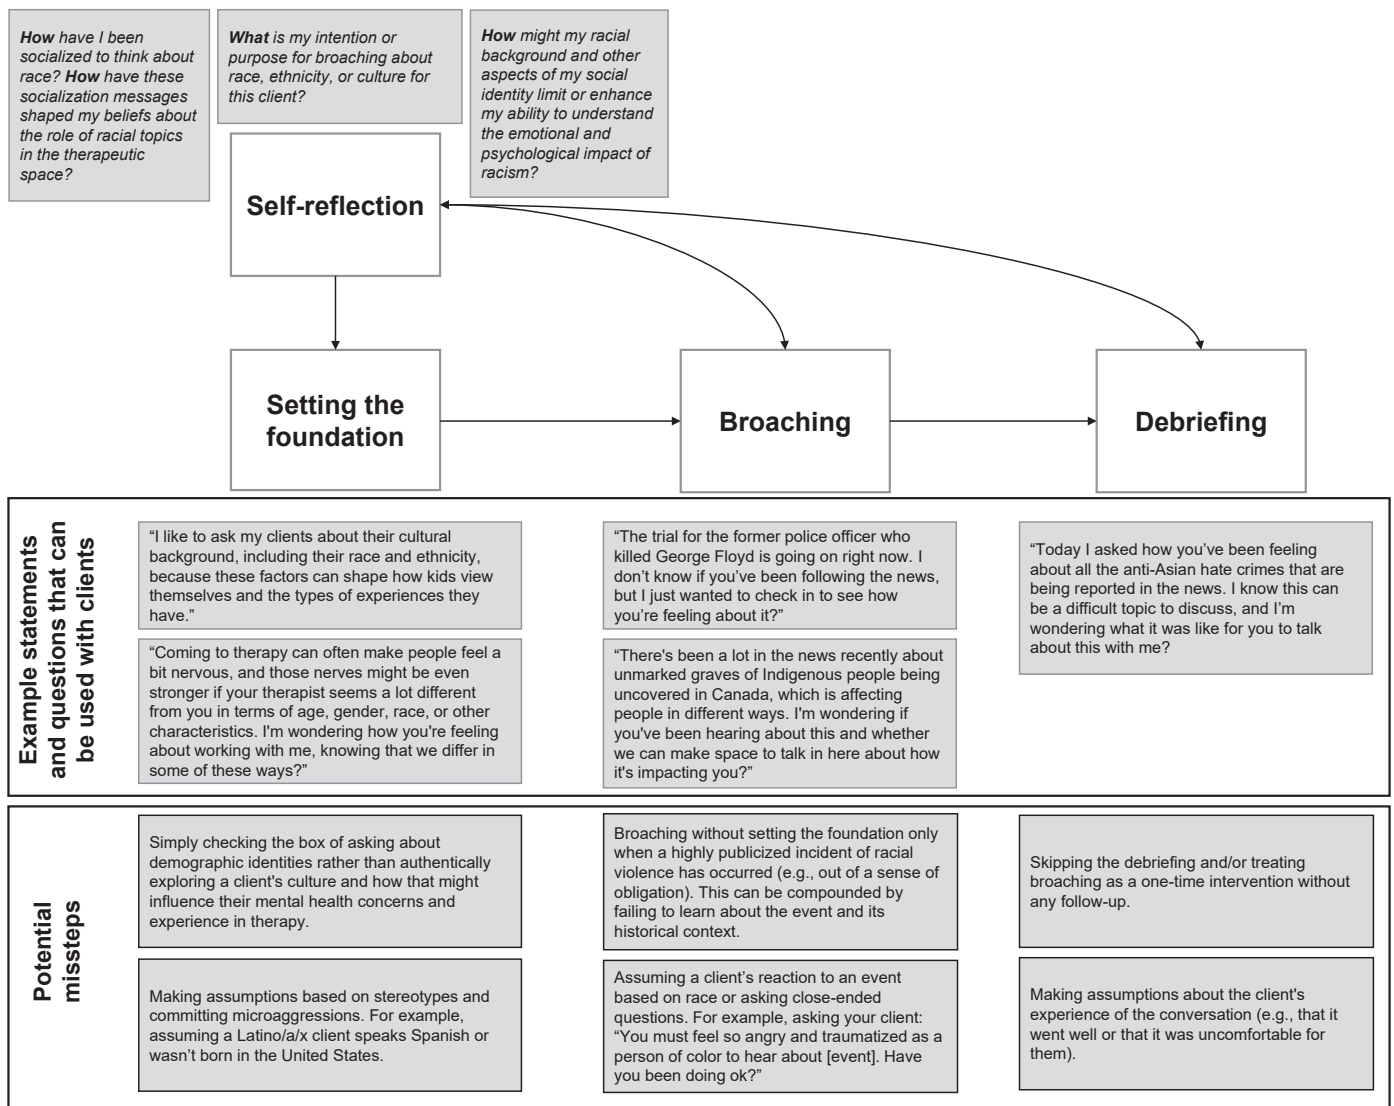 How have I been
socialized to think about
race? How have these
socialization messages
shaped my beliefs about
the role of racial topics
in the therapeutic
space?
What is my intention or
purpose for broaching about
race, ethnicity, or culture for
this client?
How might my racial
background and other
aspects of my social
identity limit or enhance
my ability to understand
the emotional and
psychological impact of
racism?
Self-reflection
Setting the
foundation
Broaching
Debriefing
Example statements
and questions that can
be used with clients
“I like to ask my clients about their cultural
background, including their race and ethnicity,
because these factors can shape how kids view
themselves and the types of experiences they
have.”
“Coming to therapy can often make people feel a
bit nervous, and those nerves might be even
stronger if your therapist seems a lot different
from you in terms of age, gender, race, or other
characteristics. I'm wondering how you're feeling
about working with me, knowing that we differ in
some of these ways?”
“The trial for the former police officer who
killed George Floyd is going on right now. I
don’t know if you’ve been following the news,
but I just wanted to check in to see how
you’re feeling about it?”
“There's been a lot in the news recently about
unmarked graves of Indigenous people being
uncovered in Canada, which is affecting
people in different ways. I'm wondering if
you've been hearing about this and whether
we can make space to talk in here about how
it's impacting you?”
“Today I asked how you’ve been feeling
about all the anti-Asian hate crimes that are
being reported in the news. I know this can
be a difficult topic to discuss, and I’m
wondering what it was like for you to talk
about this with me?
Potential
missteps
Simply checking the box of asking about
demographic identities rather than authentically
exploring a client's culture and how that might
influence their mental health concerns and
experience in therapy.
Making assumptions based on stereotypes and
committing microaggressions. For example,
assuming a Latino/a/x client speaks Spanish or
wasn’t born in the United States.
Broaching without setting the foundation only
when a highly publicized incident of racial
violence has occurred (e.g., out of a sense of
obligation). This can be compounded by
failing to learn about the event and its
historical context.
Assuming a client’s reaction to an event
based on race or asking close-ended
questions. For example, asking your client:
“You must feel so angry and traumatized as a
person of color to hear about [event]. Have
you been doing ok?”
Skipping the debriefing and/or treating
broaching as a one-time intervention without
any follow-up.
Making assumptions about the client's
experience of the conversation (e.g., that it
went well or that it was uncomfortable for
them).